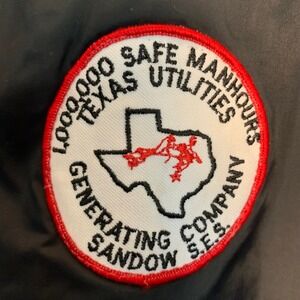 1,000,000 SAFE MANHOURS
TEXAS UTILITIES
GENERATING COMPANY
SANDOW S.E.S.